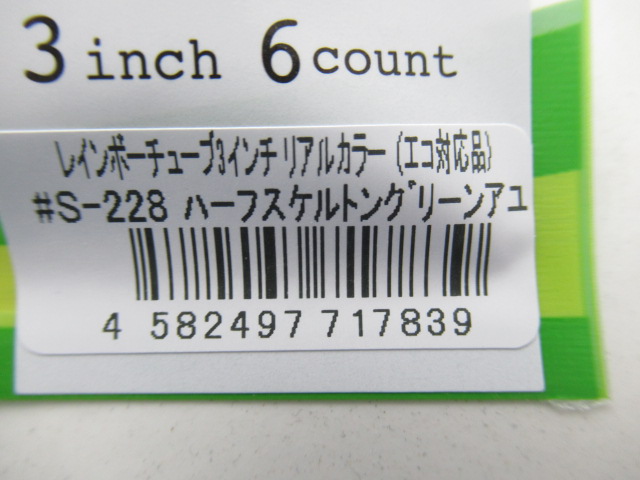 3 inch 6 count
レインボーチューブ3インチ リアルカラー (エコ対応品)
#S-228 ハーフスケルトングリーンアユ
4 582497 717839